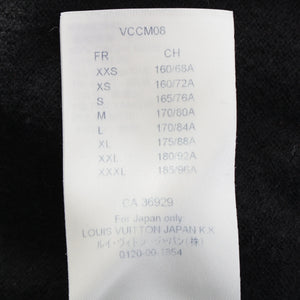 VCCM08
FR CH
XXS 160/68A
XS 160/72A
S 165/76A
M 170/80A
L 170/84A
XL 175/88A
XXL 180/92A
XXXL 185/96A
CA 36929
For Japan only:
LOUIS VUITTON JAPAN K.K.
ルイ・ヴィトン・ジャパン(株)
0120-00-1854